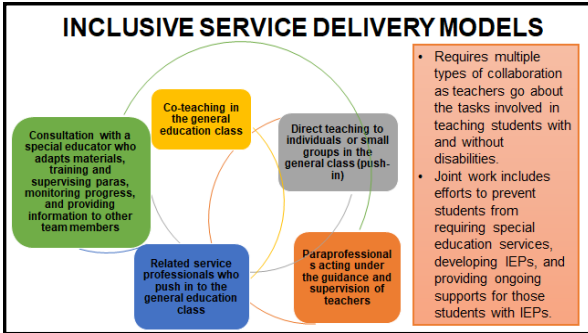 INCLUSIVE SERVICE DELIVERY MODELS
Co-teaching in
the general
education class
Consultation with a
special educator who
adapts materials,
training and
supervising paras,
monitoring progress,
and providing
information to other
team members
Direct teaching to
individuals or small
groups in the
general class (push-
in)
Related service
professionals who
push in to the
general education
class
Paraprofessional
s acting under
the guidance and
supervision of
teachers
• Requires multiple
types of collaboration
as teachers go about
the tasks involved in
teaching students with
and without
disabilities.
• Joint work includes
efforts to prevent
students from
requiring special
education services,
developing IEPs, and
providing ongoing
supports for those
students with IEPs.